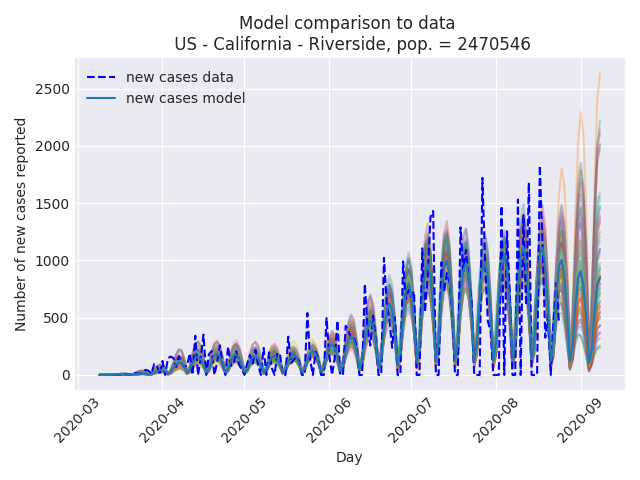 Model comparison to data
US - California - Riverside, pop. = 2470546
new cases data
new cases model
Number of new cases reported
2500
2000
1500
1000
500
0
2020-03
2020-04
2020-05
2020-06
2020-07
2020-08
2020-09
Day